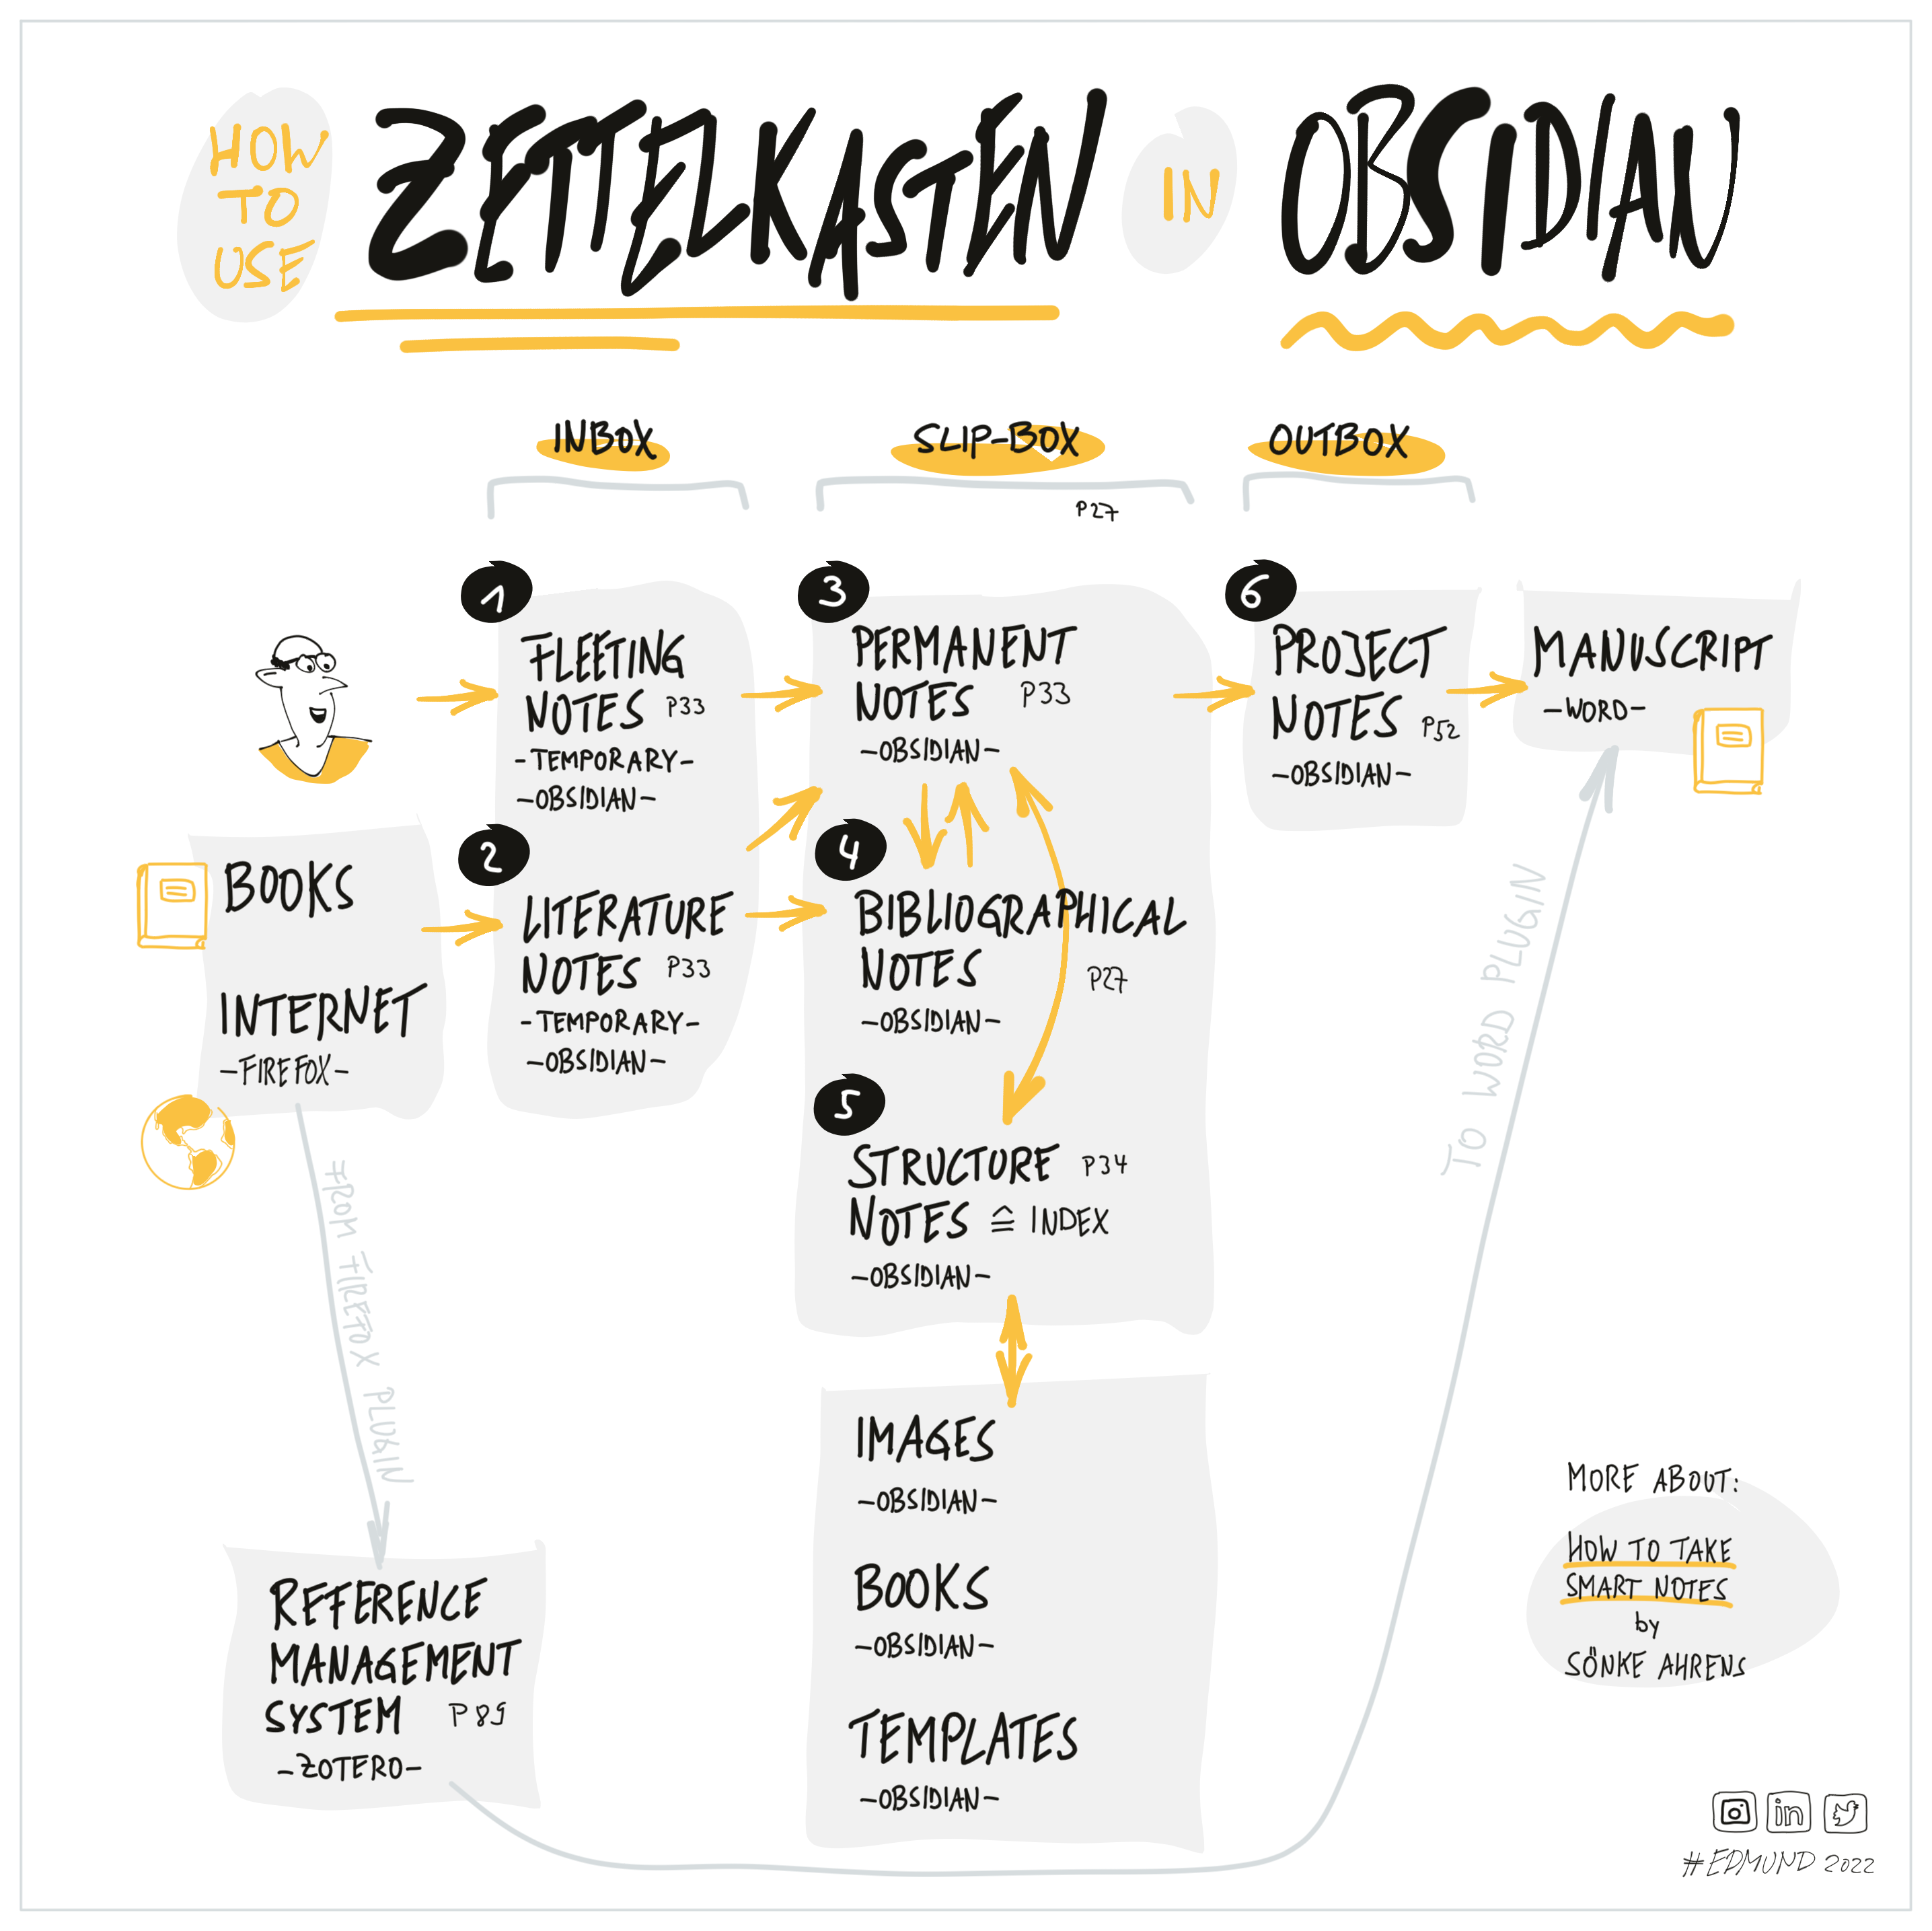 HOW
TO
USE
ZETTELKASTEN
IN
OBSIDIAN
INBOX
SLIP-BOX
P27
OUTBOX
1
FLEETING
NOTES P33
-TEMPORARY-
-OBSIDIAN-
2
LITERATURE
NOTES P33
-TEMPORARY-
-OBSIDIAN-
3
PERMANENT
NOTES P33
-OBSIDIAN-
4
BIBLIOGRAPHICAL
NOTES P27
-OBSIDIAN-
5
STRUCTURE P34
NOTES ≙ INDEX
-OBSIDIAN-
6
PROJECT
NOTES P52
-OBSIDIAN-
MANUSCRIPT
-WORD-
BOOKS
INTERNET
-FIREFOX-
FROM FIREFOX PLUGIN
TO WORD PLUGIN
REFERENCE
MANAGEMENT
SYSTEM P89
-ZOTERO-
IMAGES
-OBSIDIAN-
BOOKS
-OBSIDIAN-
TEMPLATES
-OBSIDIAN-
MORE ABOUT:
HOW TO TAKE
SMART NOTES
by
SÖNKE AHRENS
in
#EDMUND 2022